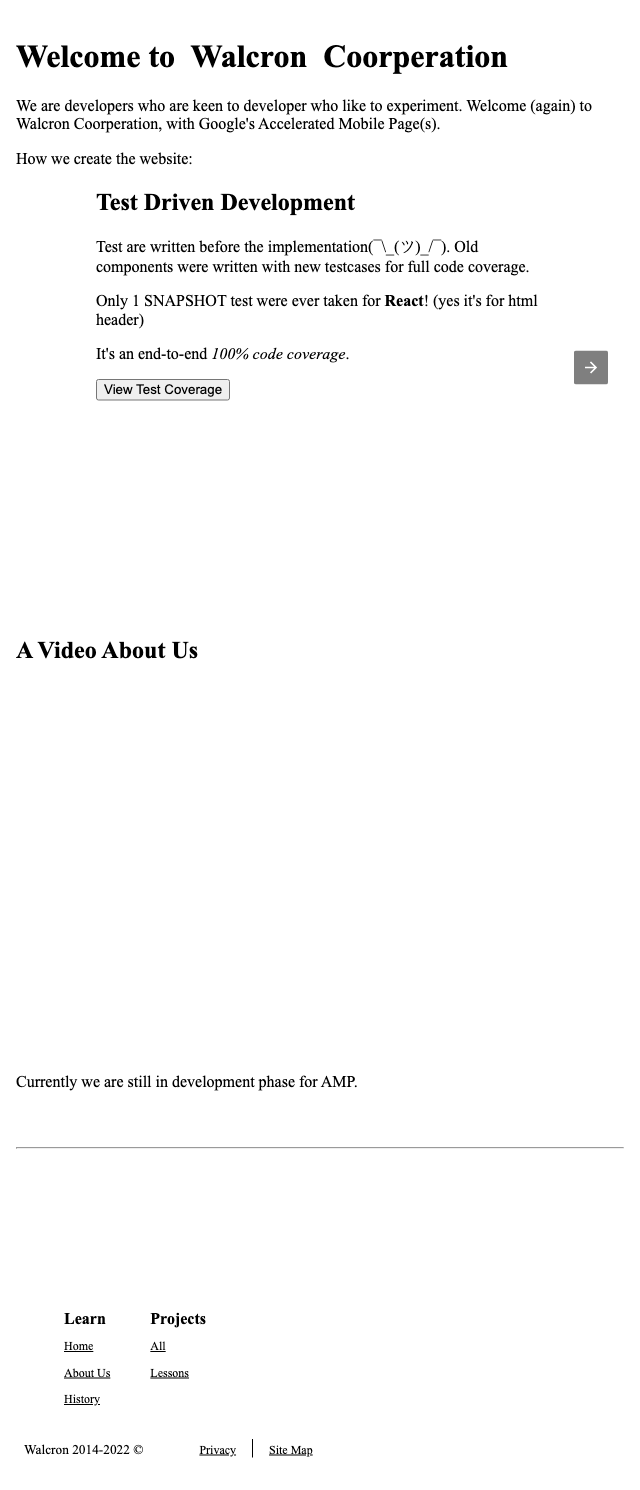 Welcome to Walcron Coorperation
We are developers who are keen to developer who like to experiment. Welcome (again) to
Walcron Coorperation, with Google's Accelerated Mobile Page(s).
How we create the website:
Test Driven Development
Test are written before the implementation(¯\_(ツ)_/¯). Old
components were written with new testcases for full code coverage.
Only 1 SNAPSHOT test were ever taken for React! (yes it's for html
header)
It's an end-to-end 100% code coverage.
View Test Coverage
A Video About Us
Currently we are still in development phase for AMP.
Learn Projects
Home All
About Us Lessons
History
Walcron 2014-2022 © Privacy Site Map